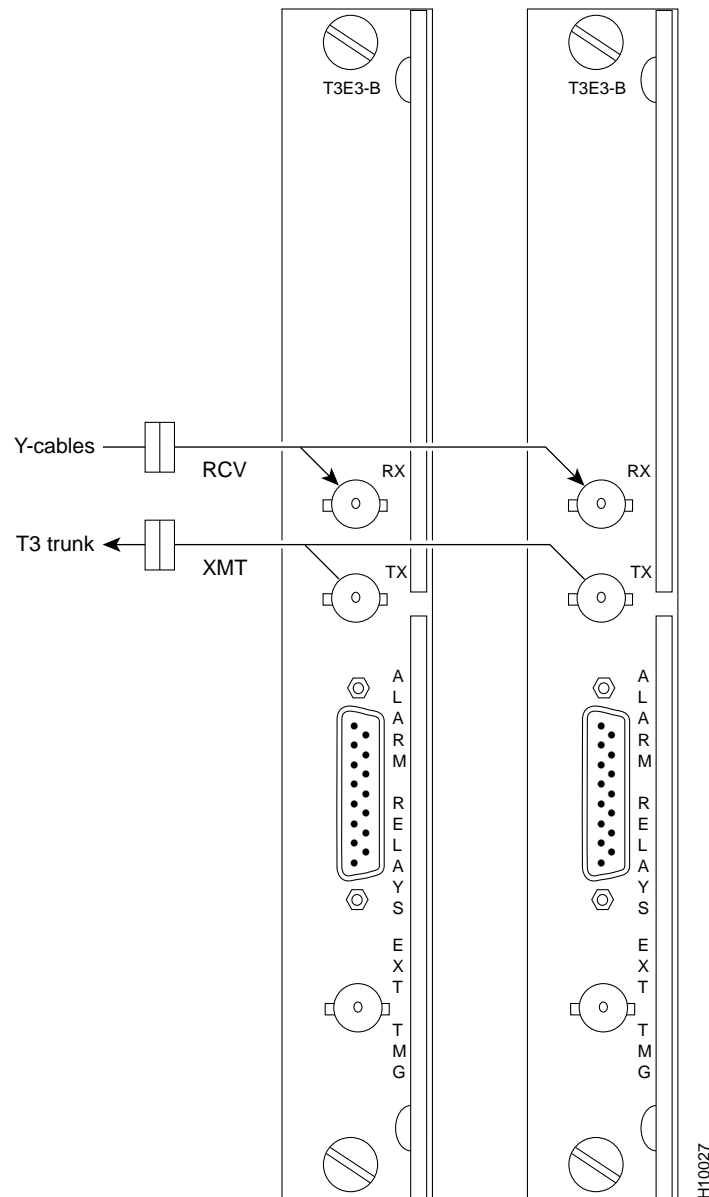 T3E3-B T3E3-B
Y-cables
RCV
RX RX
T3 trunk
XMT
TX TX
ALARM RELAYS ALARM RELAYS
EXT TMG EXT TMG
H10027